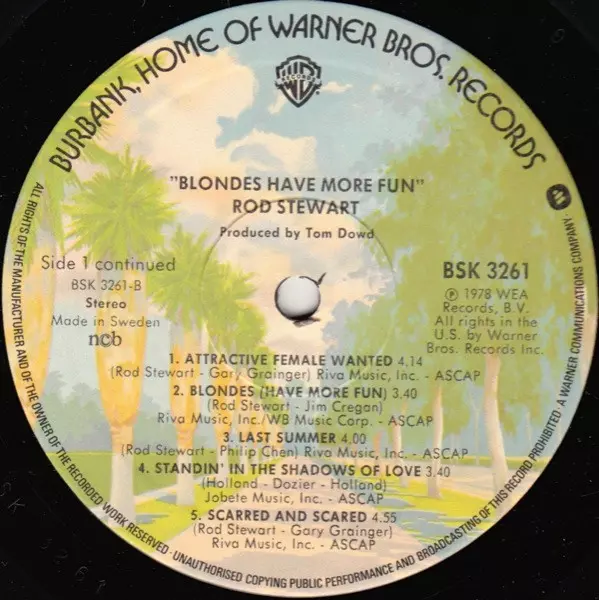 BURBANK, HOME OF WARNER BROS. RECORDS
WB
RECORDS
"BLONDES HAVE MORE FUN"
ROD STEWART
Produced by Tom Dowd
Side 1 continued
BSK 3261-B
Stereo
Made in Sweden
ncb
BSK 3261
℗ 1978 WEA
Records, B.V.
All rights in the
U.S. by Warner
Bros. Records Inc.
1. ATTRACTIVE FEMALE WANTED 4.14
(Rod Stewart - Gary Grainger) Riva Music, Inc. - ASCAP
2. BLONDES (HAVE MORE FUN) 3.40
(Rod Stewart - Jim Cregan)
Riva Music, Inc./WB Music Corp. - ASCAP
3. LAST SUMMER 4.00
(Rod Stewart - Philip Chen) Riva Music, Inc. - ASCAP
4. STANDIN' IN THE SHADOWS OF LOVE 3.40
(Holland - Dozier - Holland)
Jobete Music, Inc. - ASCAP
5. SCARRED AND SCARED 4.55
(Rod Stewart - Gary Grainger)
Riva Music, Inc. - ASCAP
ALL RIGHTS OF THE MANUFACTURER AND OF THE OWNER OF THE RECORDED WORK RESERVED · UNAUTHORISED COPYING PUBLIC PERFORMANCE AND BROADCASTING OF THIS RECORD PROHIBITED · A WARNER COMMUNICATIONS COMPANY.